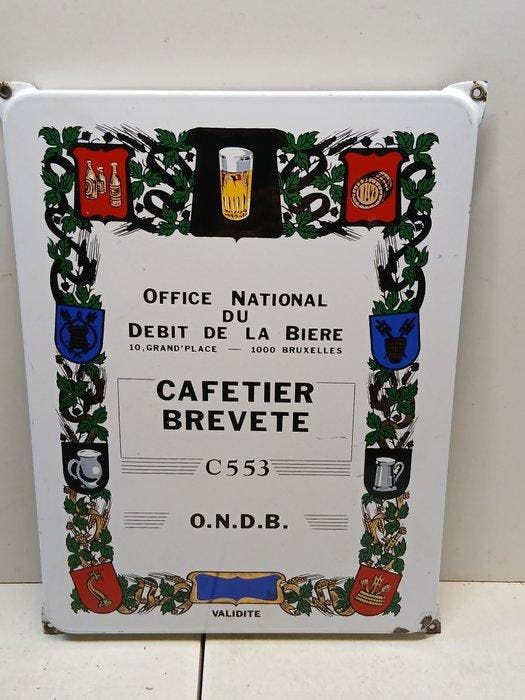 OFFICE NATIONAL
DU
DEBIT DE LA BIERE
10, GRAND'PLACE — 1000 BRUXELLES
CAFETIER
BREVETE
C553
O.N.D.B.
VALIDITE